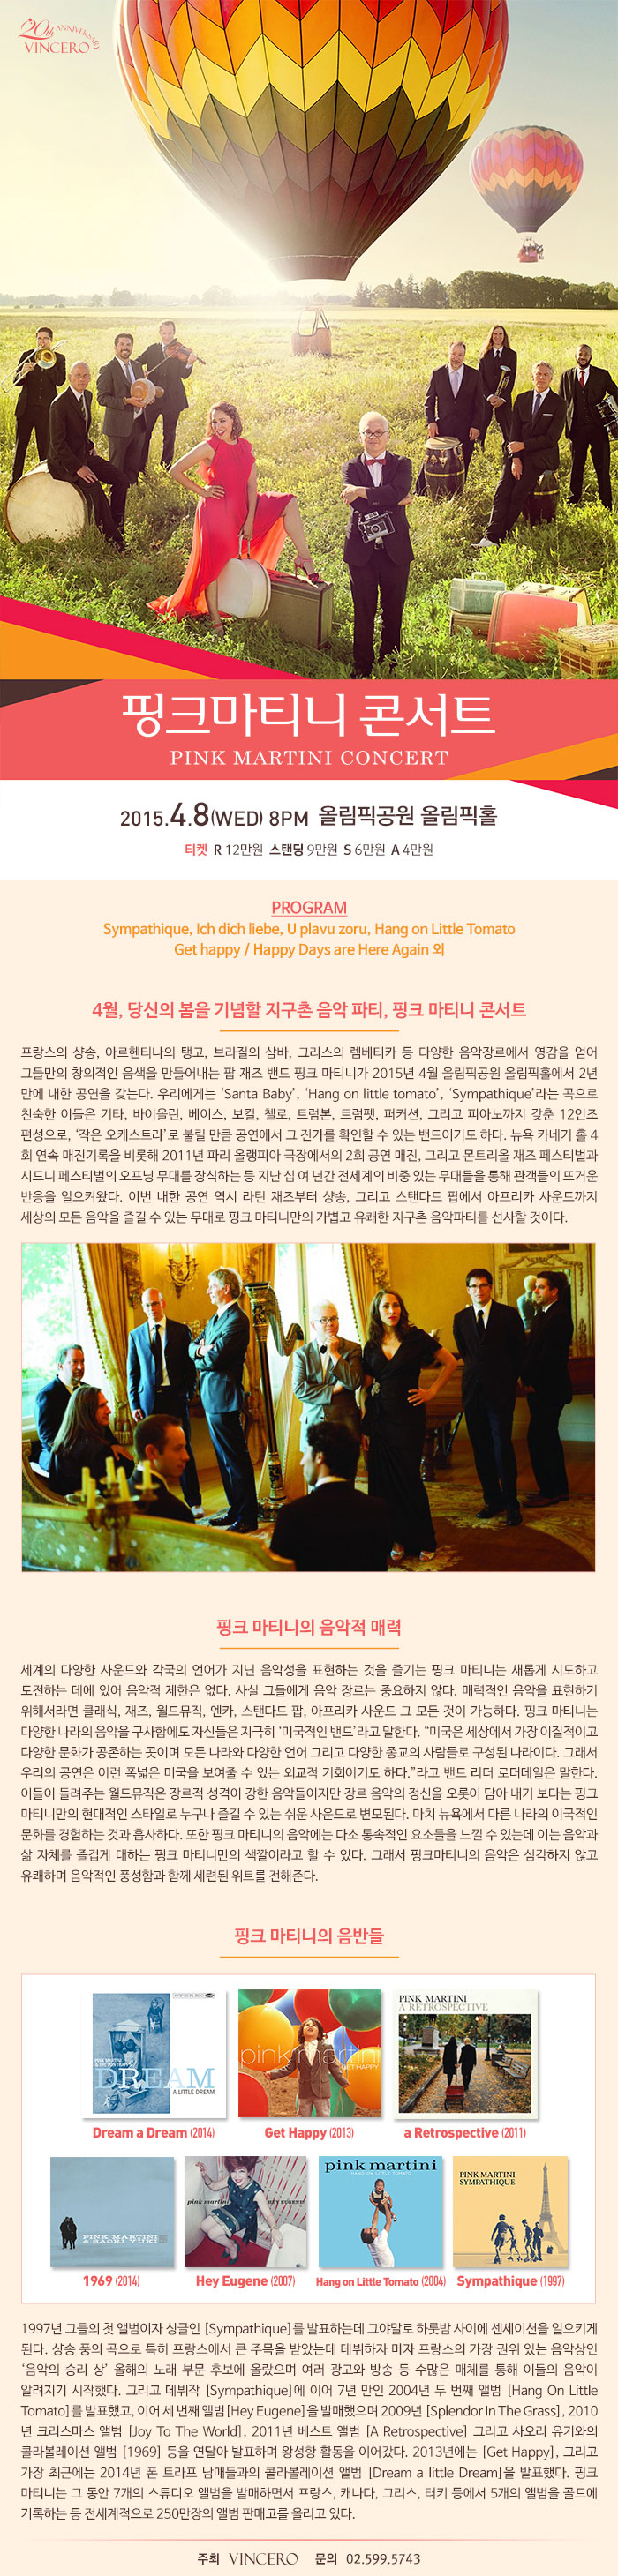 20th ANNIVERSARY
VINCERO
핑크마티니 콘서트
PINK MARTINI CONCERT
2015.4.8(WED) 8PM 올림픽공원 올림픽홀
티켓 R 12만원 스탠딩 9만원 S 6만원 A 4만원
PROGRAM
Sympathique, Ich dich liebe, U plavu zoru, Hang on Little Tomato
Get happy / Happy Days are Here Again 외
4월, 당신의 봄을 기념할 지구촌 음악 파티, 핑크 마티니 콘서트
프랑스의 샹송, 아르헨티나의 탱고, 브라질의 삼바, 그리스의 렘베티카 등 다양한 음악장르에서 영감을 얻어
그들만의 창의적인 음색을 만들어내는 팝 재즈 밴드 핑크 마티니가 2015년 4월 올림픽공원 올림픽홀에서 2년
만에 내한 공연을 갖는다. 우리에게는 ‘Santa Baby’, ‘Hang on little tomato’, ‘Sympathique’라는 곡으로
친숙한 이들은 기타, 바이올린, 베이스, 보컬, 첼로, 트럼본, 트럼펫, 퍼커션, 그리고 피아노까지 갖춘 12인조
편성으로, ‘작은 오케스트라’로 불릴 만큼 공연에서 그 진가를 확인할 수 있는 밴드이기도 하다. 뉴욕 카네기 홀 4
회 연속 매진기록을 비롯해 2011년 파리 올랭피아 극장에서의 2회 공연 매진, 그리고 몬트리올 재즈 페스티벌과
시드니 페스티벌의 오프닝 무대를 장식하는 등 지난 십 여 년간 전세계의 비중 있는 무대들을 통해 관객들의 뜨거운
반응을 일으켜왔다. 이번 내한 공연 역시 라틴 재즈부터 샹송, 그리고 스탠다드 팝에서 아프리카 사운드까지
세상의 모든 음악을 즐길 수 있는 무대로 핑크 마티니만의 가볍고 유쾌한 지구촌 음악파티를 선사할 것이다.
핑크 마티니의 음악적 매력
세계의 다양한 사운드와 각국의 언어가 지닌 음악성을 표현하는 것을 즐기는 핑크 마티니는 새롭게 시도하고
도전하는 데에 있어 음악적 제한은 없다. 사실 그들에게 음악 장르는 중요하지 않다. 매력적인 음악을 표현하기
위해서라면 클래식, 재즈, 월드뮤직, 엔카, 스탠다드 팝, 아프리카 사운드 그 모든 것이 가능하다. 핑크 마티니는
다양한 나라의 음악을 구사함에도 자신들은 지극히 ‘미국적인 밴드’라고 말한다. “미국은 세상에서 가장 이질적이고
다양한 문화가 공존하는 곳이며 모든 나라와 다양한 언어 그리고 다양한 종교의 사람들로 구성된 나라이다. 그래서
우리의 공연은 이런 폭넓은 미국을 보여줄 수 있는 외교적 기회이기도 하다.”라고 밴드 리더 로더데일은 말한다.
이들이 들려주는 월드뮤직은 장르적 성격이 강한 음악들이지만 장르 음악의 정신을 오롯이 담아 내기 보다는 핑크
마티니만의 현대적인 스타일로 누구나 즐길 수 있는 쉬운 사운드로 변모된다. 마치 뉴욕에서 다른 나라의 이국적인
문화를 경험하는 것과 흡사하다. 또한 핑크 마티니의 음악에는 다소 통속적인 요소들을 느낄 수 있는데 이는 음악과
삶 자체를 즐겁게 대하는 핑크 마티니만의 색깔이라고 할 수 있다. 그래서 핑크마티니의 음악은 심각하지 않고
유쾌하며 음악적인 풍성함과 함께 세련된 위트를 전해준다.
핑크 마티니의 음반들
STEREO
DREAM
A LITTLE DREAM
pink martini
GET HAPPY
PINK MARTINI
A RETROSPECTIVE
Dream a Dream (2014) Get Happy (2013) a Retrospective (2011)
PINK MARTINI
& SAORI YUKI
pink martini HEY EUGENE!
pink martini
HANG ON LITTLE TOMATO
PINK MARTINI
SYMPATHIQUE
1969 (2014) Hey Eugene (2007) Hang on Little Tomato (2004) Sympathique (1997)
1997년 그들의 첫 앨범이자 싱글인 [Sympathique]를 발표하는데 그야말로 하룻밤 사이에 센세이션을 일으키게
된다. 샹송 풍의 곡으로 특히 프랑스에서 큰 주목을 받았는데 데뷔하자 마자 프랑스의 가장 권위 있는 음악상인
‘음악의 승리 상’ 올해의 노래 부문 후보에 올랐으며 여러 광고와 방송 등 수많은 매체를 통해 이들의 음악이
알려지기 시작했다. 그리고 데뷔작 [Sympathique]에 이어 7년 만인 2004년 두 번째 앨범 [Hang On Little
Tomato]를 발표했고, 이어 세 번째 앨범[Hey Eugene]을 발매했으며 2009년 [Splendor In The Grass], 2010
년 크리스마스 앨범 [Joy To The World], 2011년 베스트 앨범 [A Retrospective] 그리고 사오리 유키와의
콜라보레이션 앨범 [1969] 등을 연달아 발표하며 왕성항 활동을 이어갔다. 2013년에는 [Get Happy], 그리고
가장 최근에는 2014년 폰 트라프 남매들과의 콜라보레이션 앨범 [Dream a little Dream]을 발표했다. 핑크
마티니는 그 동안 7개의 스튜디오 앨범을 발매하면서 프랑스, 캐나다, 그리스, 터키 등에서 5개의 앨범을 골드에
기록하는 등 전세계적으로 250만장의 앨범 판매고를 올리고 있다.
주최 VINCERO 문의 02.599.5743